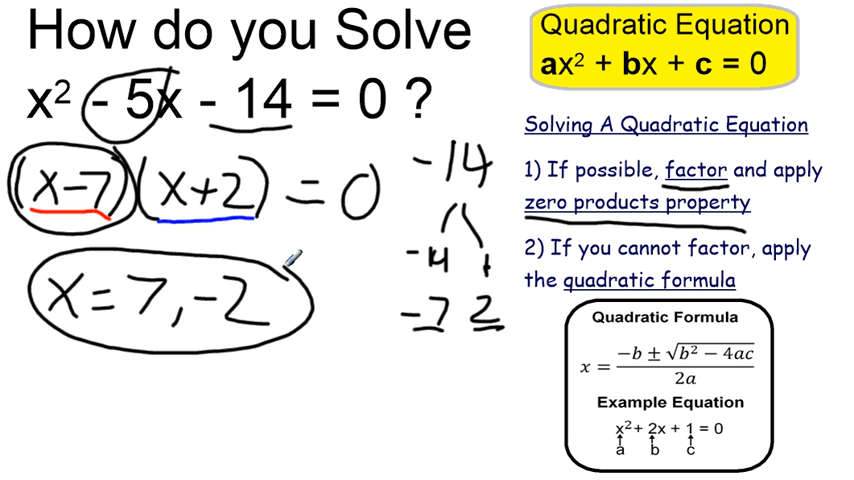 How do you Solve
x² - 5x - 14 = 0 ?
(x-7)(x+2) = 0
x = 7, -2
-14
-14 1
-7 2
Quadratic Equation
ax² + bx + c = 0
Solving A Quadratic Equation
1) If possible, factor and apply
zero products property
2) If you cannot factor, apply
the quadratic formula
Quadratic Formula
x = (-b ± √(b² - 4ac)) / 2a
Example Equation
x² + 2x + 1 = 0
a b c